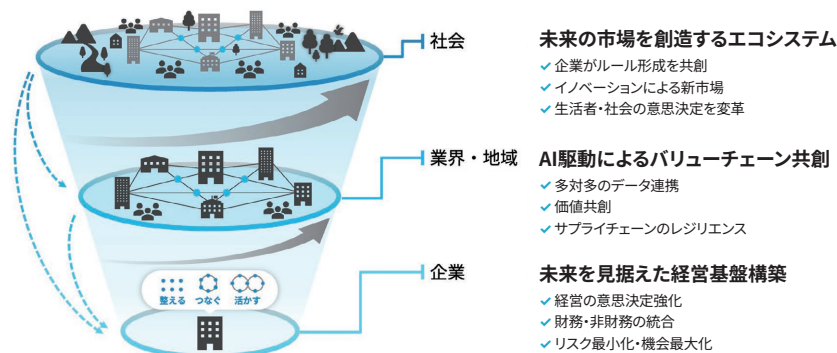 社会
未来の市場を創造するエコシステム
✓企業がルール形成を共創
✓イノベーションによる新市場
✓生活者・社会の意思決定を変革
業界・地域
AI駆動によるバリューチェーン共創
✓多対多のデータ連携
✓価値共創
✓サプライチェーンのレジリエンス
企業
未来を見据えた経営基盤構築
✓経営の意思決定強化
✓財務・非財務の統合
✓リスク最小化・機会最大化
整える つなぐ 活かす